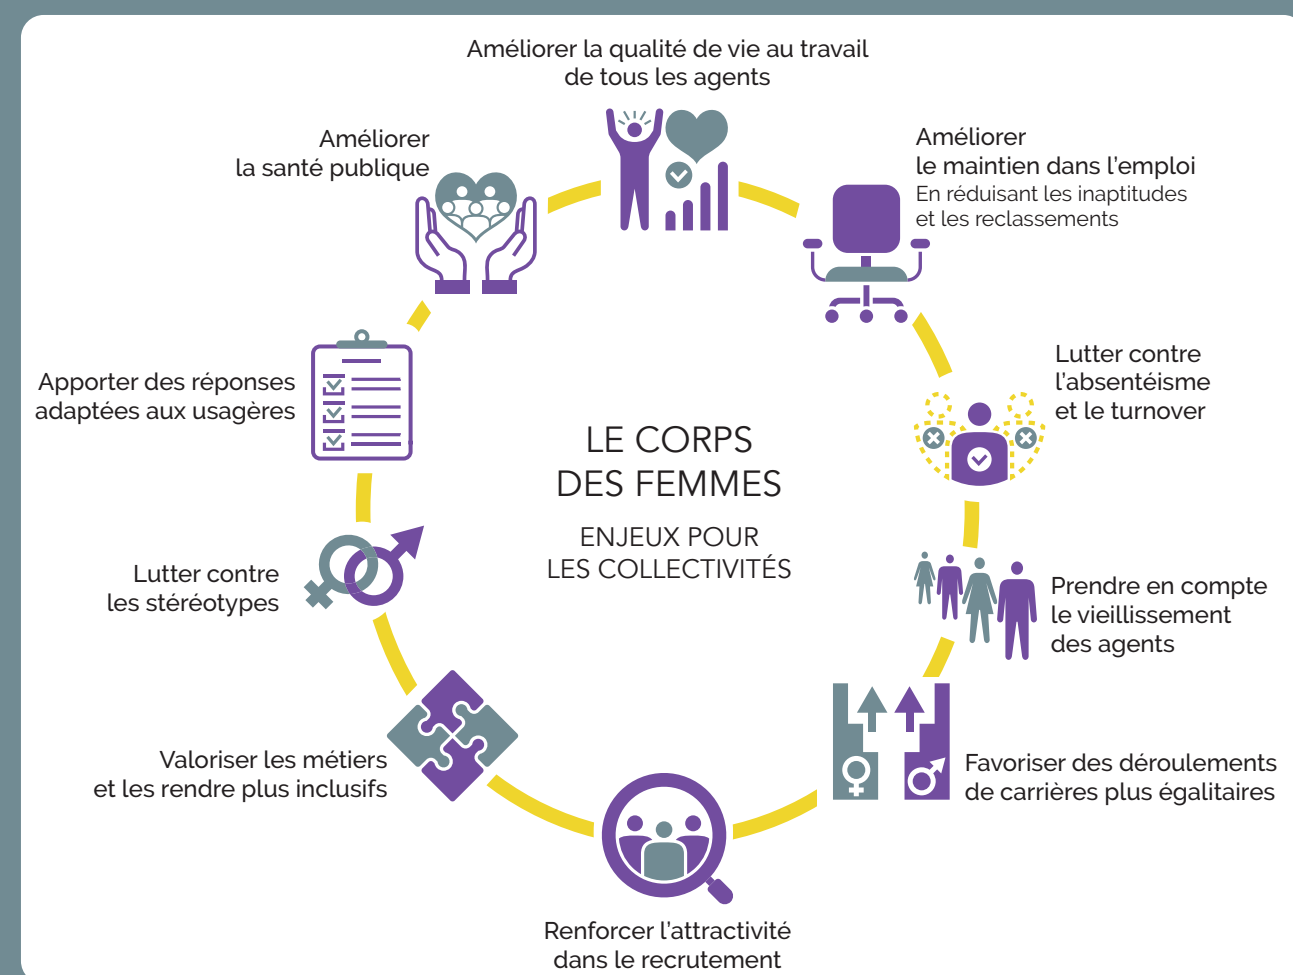 Améliorer la qualité de vie au travail
de tous les agents
Améliorer
le maintien dans l'emploi
En réduisant les inaptitudes
et les reclassements
Lutter contre
l'absentéisme
et le turnover
Prendre en compte
le vieillissement
des agents
Favoriser des déroulements
de carrières plus égalitaires
Renforcer l'attractivité
dans le recrutement
Valoriser les métiers
et les rendre plus inclusifs
Lutter contre
les stéréotypes
Apporter des réponses
adaptées aux usagères
Améliorer
la santé publique
LE CORPS
DES FEMMES
ENJEUX POUR
LES COLLECTIVITÉS